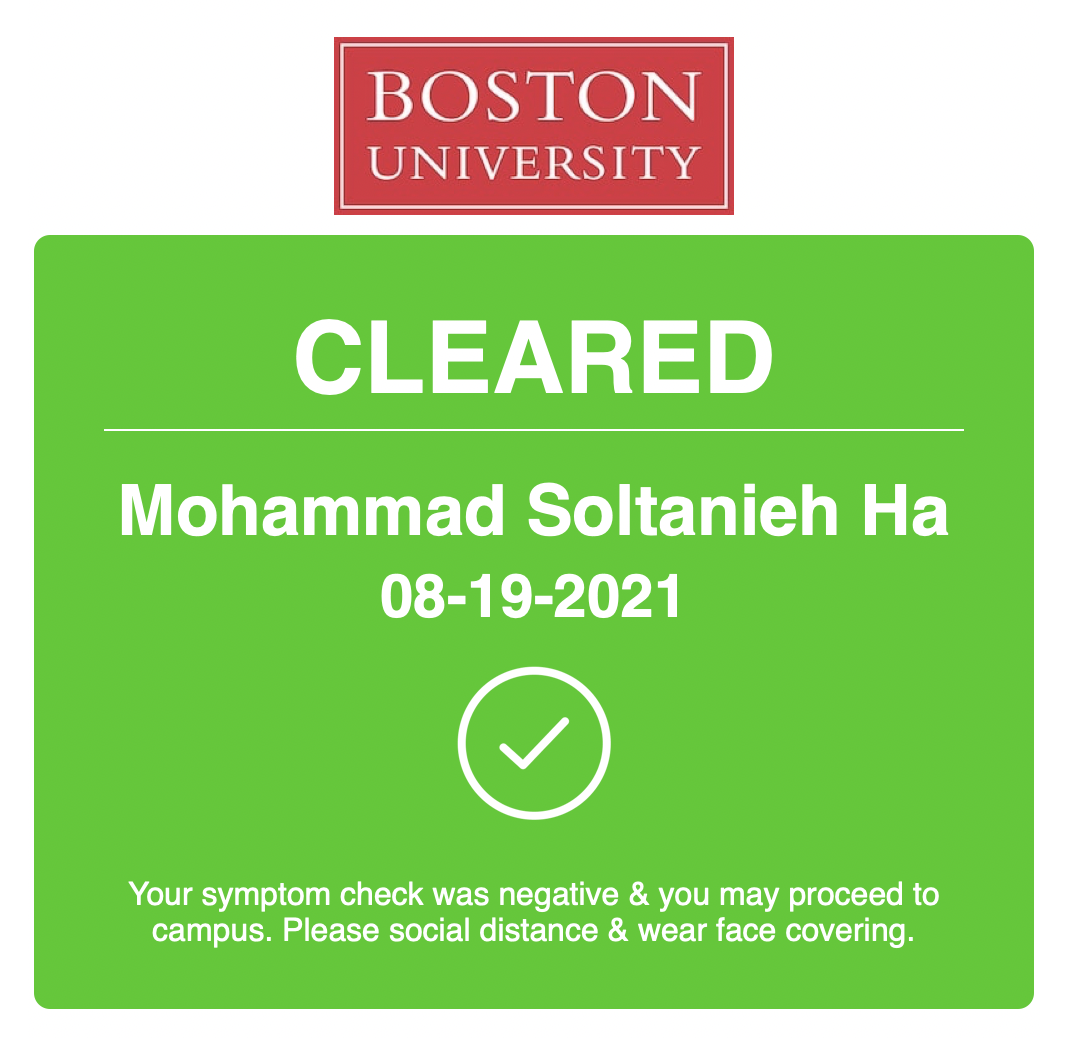 BOSTON
UNIVERSITY
CLEARED
Mohammad Soltanieh Ha
08-19-2021
Your symptom check was negative & you may proceed to
campus. Please social distance & wear face covering.